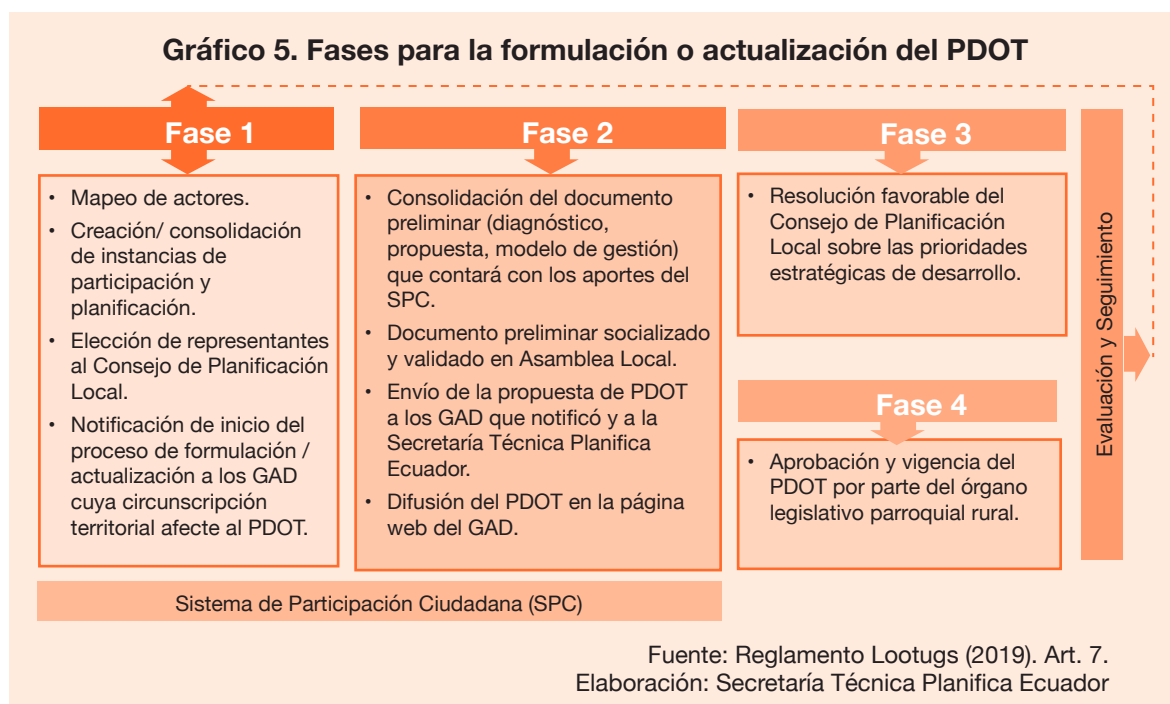 Gráfico 5. Fases para la formulación o actualización del PDOT
Fase 1
• Mapeo de actores.
• Creación/ consolidación
de instancias de
participación y
planificación.
• Elección de representantes
al Consejo de Planificación
Local.
• Notificación de inicio del
proceso de formulación /
actualización a los GAD
cuya circunscripción
territorial afecte al PDOT.
Fase 2
• Consolidación del documento
preliminar (diagnóstico,
propuesta, modelo de gestión)
que contará con los aportes del
SPC.
• Documento preliminar socializado
y validado en Asamblea Local.
• Envío de la propuesta de PDOT
a los GAD que notificó y a la
Secretaría Técnica Planifica
Ecuador.
• Difusión del PDOT en la página
web del GAD.
Sistema de Participación Ciudadana (SPC)
Fase 3
• Resolución favorable del
Consejo de Planificación
Local sobre las prioridades
estratégicas de desarrollo.
Fase 4
• Aprobación y vigencia del
PDOT por parte del órgano
legislativo parroquial rural.
Evaluación y Seguimiento
Fuente: Reglamento Lootugs (2019). Art. 7.
Elaboración: Secretaría Técnica Planifica Ecuador